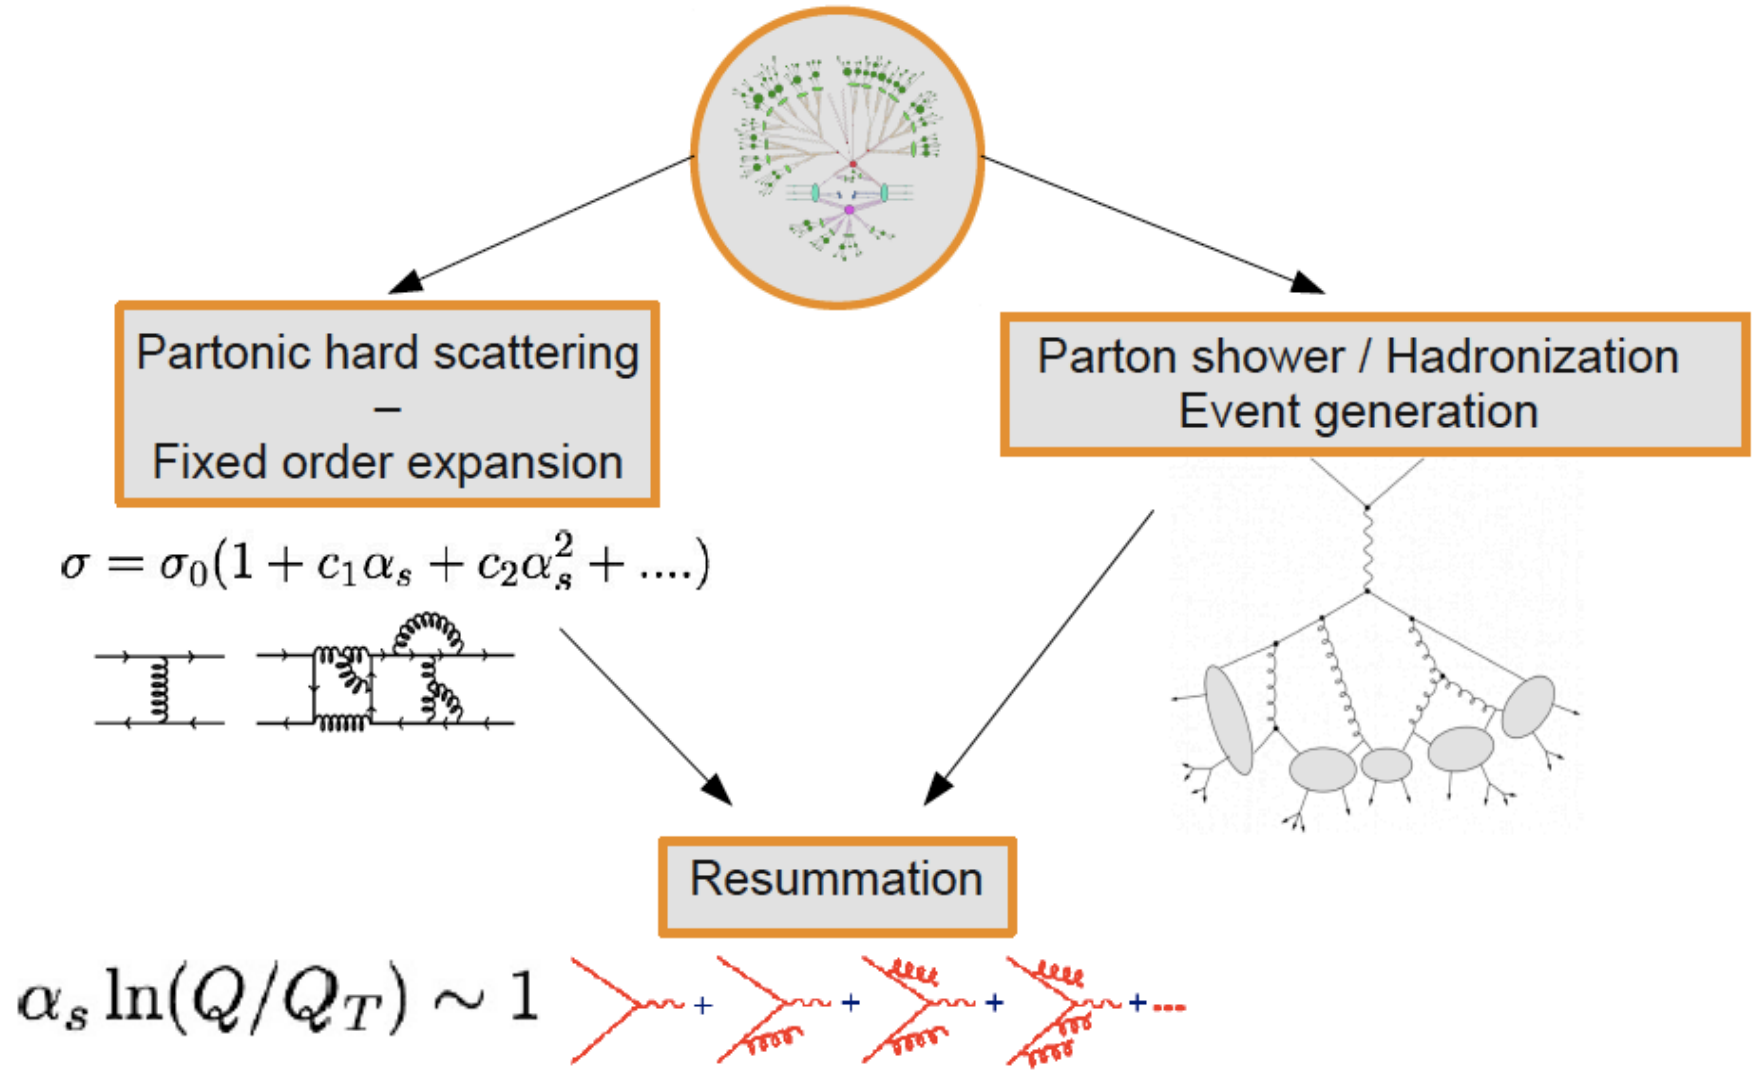 Partonic hard scattering
–
Fixed order expansion
Parton shower / Hadronization
Event generation
σ = σ₀(1 + c₁αₛ + c₂αₛ² + ....)
Resummation
αₛ ln(Q/Q_T) ∼ 1
+ + + + ...